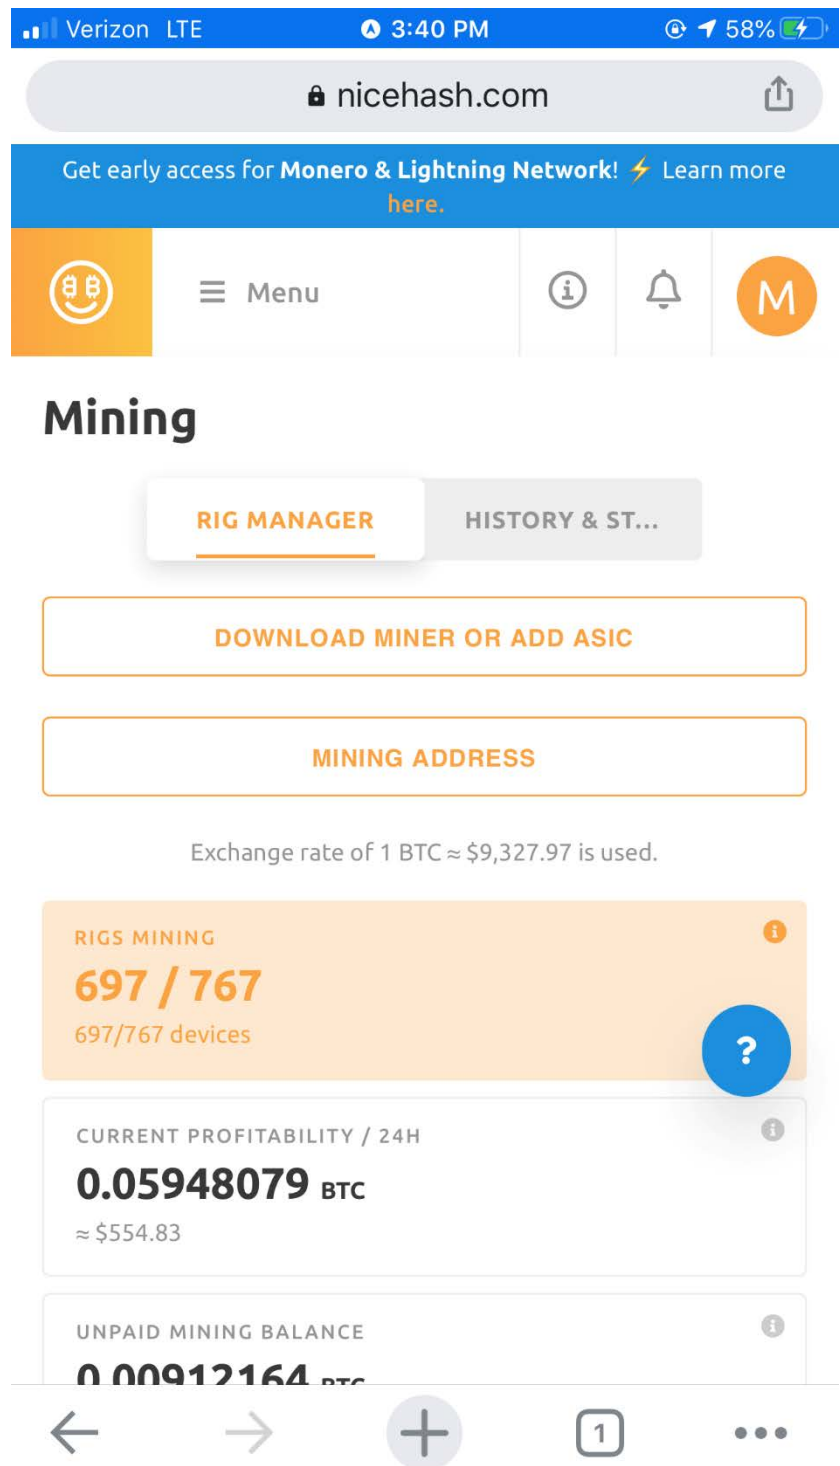 Verizon LTE 3:40 PM 58%
nicehash.com
Get early access for Monero & Lightning Network! ⚡ Learn more
here.
Menu
M
Mining
RIG MANAGER HISTORY & ST...
DOWNLOAD MINER OR ADD ASIC
MINING ADDRESS
Exchange rate of 1 BTC ≈ $9,327.97 is used.
RIGS MINING
697 / 767
697/767 devices
?
CURRENT PROFITABILITY / 24H
0.05948079 BTC
≈ $554.83
UNPAID MINING BALANCE
0.00912164 BTC
1